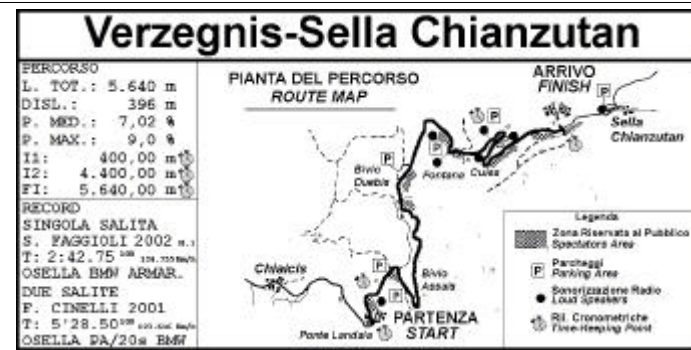 Verzegnis-Sella Chianzutan
PERCORSO
L. TOT.: 5.640 m
DISL.: 396 m
P. MED.: 7,02 %
P. MAX.: 9,0 %
I1: 400,00 m
I2: 4.400,00 m
FI: 5.640,00 m
RECORD
SINGOLA SALITA
S. FAGGIOLI 2002
T: 2:42.75
OSELLA BMW ARMAR.
DUE SALITE
F. CINELLI 2001
T: 5'28.50
OSELLA PA/20s BMW
PIANTA DEL PERCORSO
ROUTE MAP
ARRIVO
FINISH
P
Sella
Chianzutan
P
P
P
Bivio
Duebis
Fontana
Cuies
Chiaicis
P
Bivio
Assais
P
PARTENZA
START
Ponte Landaia
Legenda
Zona Riservata al Pubblico
Spectators Area
P Parcheggi
Parking Area
Sonorizzazione Radio
Loud Speakers
Ril. Cronometriche
Time-Keeping Point